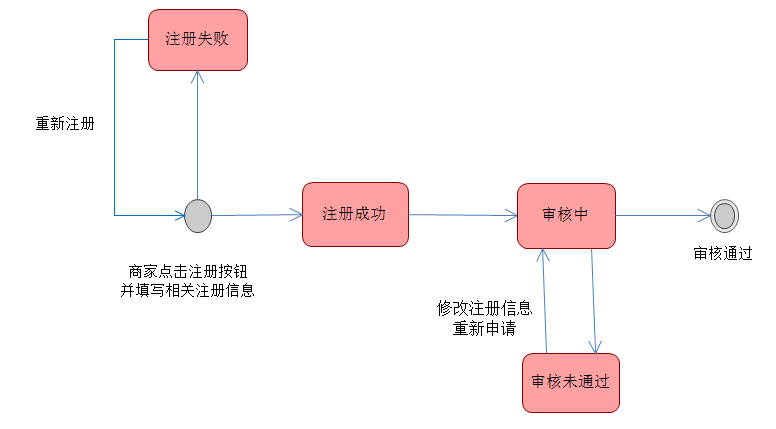 注册失败
重新注册
注册成功
审核中
审核通过
商家点击注册按钮
并填写相关注册信息
修改注册信息
重新申请
审核未通过